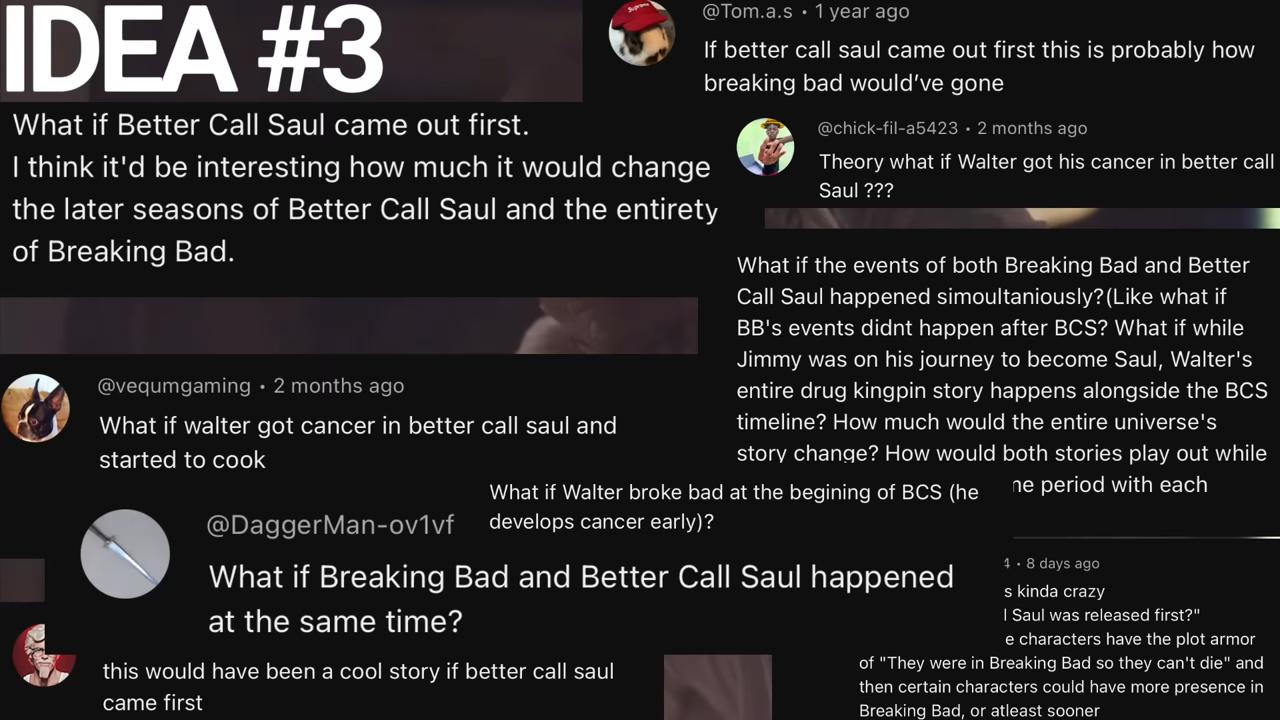 IDEA #3
What if Better Call Saul came out first.
I think it'd be interesting how much it would change
the later seasons of Better Call Saul and the entirety
of Breaking Bad.
@Tom.a.s • 1 year ago
If better call saul came out first this is probably how
breaking bad would’ve gone
@chick-fil-a5423 • 2 months ago
Theory what if Walter got his cancer in better call
Saul ???
What if the events of both Breaking Bad and Better
Call Saul happened simoultaniously?(Like what if
BB's events didnt happen after BCS? What if while
Jimmy was on his journey to become Saul, Walter's
entire drug kingpin story happens alongside the BCS
timeline? How much would the entire universe's
story change? How would both stories play out while
period with each
@vequmgaming • 2 months ago
What if walter got cancer in better call saul and
started to cook
What if Walter broke bad at the begining of BCS (he
develops cancer early)?
@DaggerMan-ov1vf
What if Breaking Bad and Better Call Saul happened
at the same time?
this would have been a cool story if better call saul
came first
• 8 days ago
kinda crazy
Saul was released first?"
characters have the plot armor
of "They were in Breaking Bad so they can't die" and
then certain characters could have more presence in
Breaking Bad, or atleast sooner